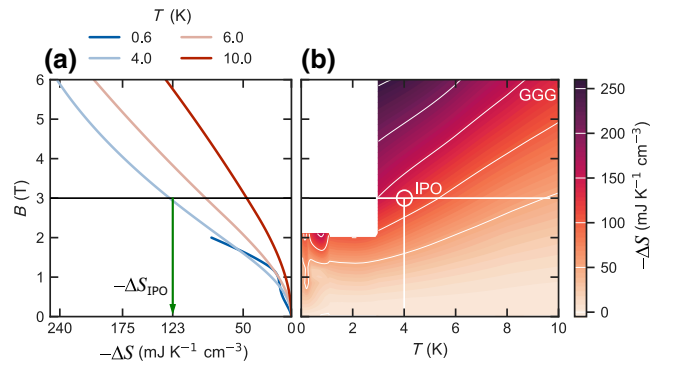 T (K)
0.6 6.0
4.0 10.0
(a) (b)
6
5
4
3
2
1
0
B (T)
−ΔS_IPO
240 175 123 50 0
−ΔS (mJ K⁻¹ cm⁻³)
GGG
IPO
0 2 4 6 8 10
T (K)
250
200
150
100
50
0
−ΔS (mJ K⁻¹ cm⁻³)